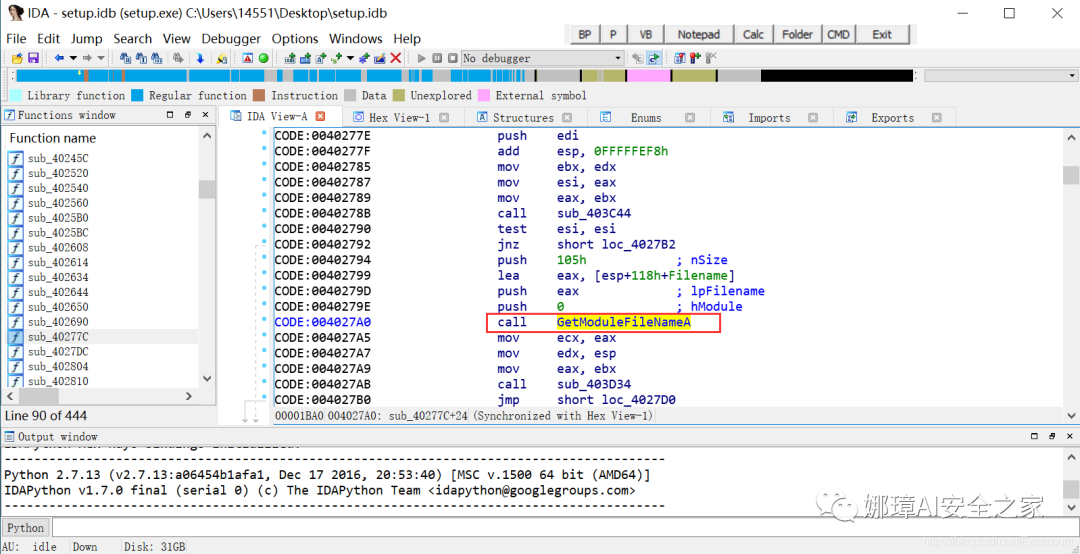 IDA - setup.idb (setup.exe) C:\Users\14551\Desktop\setup.idb
File Edit Jump Search View Debugger Options Windows Help
BP P VB Notepad Calc Folder CMD Exit
No debugger
Library function Regular function Instruction Data Unexplored External symbol
Functions window
IDA View-A Hex View-1 Structures Enums Imports Exports
Function name
sub_40245C
sub_402520
sub_402540
sub_402560
sub_4025B0
sub_4025BC
sub_402608
sub_402614
sub_402634
sub_402644
sub_402650
sub_402690
sub_40277C
sub_4027DC
sub_402804
sub_402810
Line 90 of 444
CODE:0040277E push edi
CODE:0040277F add esp, 0FFFFFEF8h
CODE:00402785 mov ebx, edx
CODE:00402787 mov esi, eax
CODE:00402789 mov eax, ebx
CODE:0040278B call sub_403C44
CODE:00402790 test esi, esi
CODE:00402792 jnz short loc_4027B2
CODE:00402794 push 105h ; nSize
CODE:00402799 lea eax, [esp+118h+Filename]
CODE:0040279D push eax ; lpFilename
CODE:0040279E push 0 ; hModule
CODE:004027A0 call GetModuleFileNameA
CODE:004027A5 mov ecx, eax
CODE:004027A7 mov edx, esp
CODE:004027A9 mov eax, ebx
CODE:004027AB call sub_403D34
CODE:004027B0 jmp short loc_4027D0
00001BA0 004027A0: sub_40277C+24 (Synchronized with Hex View-1)
Output window
Python 2.7.13 (v2.7.13:a06454b1afa1, Dec 17 2016, 20:53:40) [MSC v.1500 64 bit (AMD64)]
IDAPython v1.7.0 final (serial 0) (c) The IDAPython Team <idapython@googlegroups.com>
Python
AU: idle Down Disk: 31GB
娜璋AI安全之家